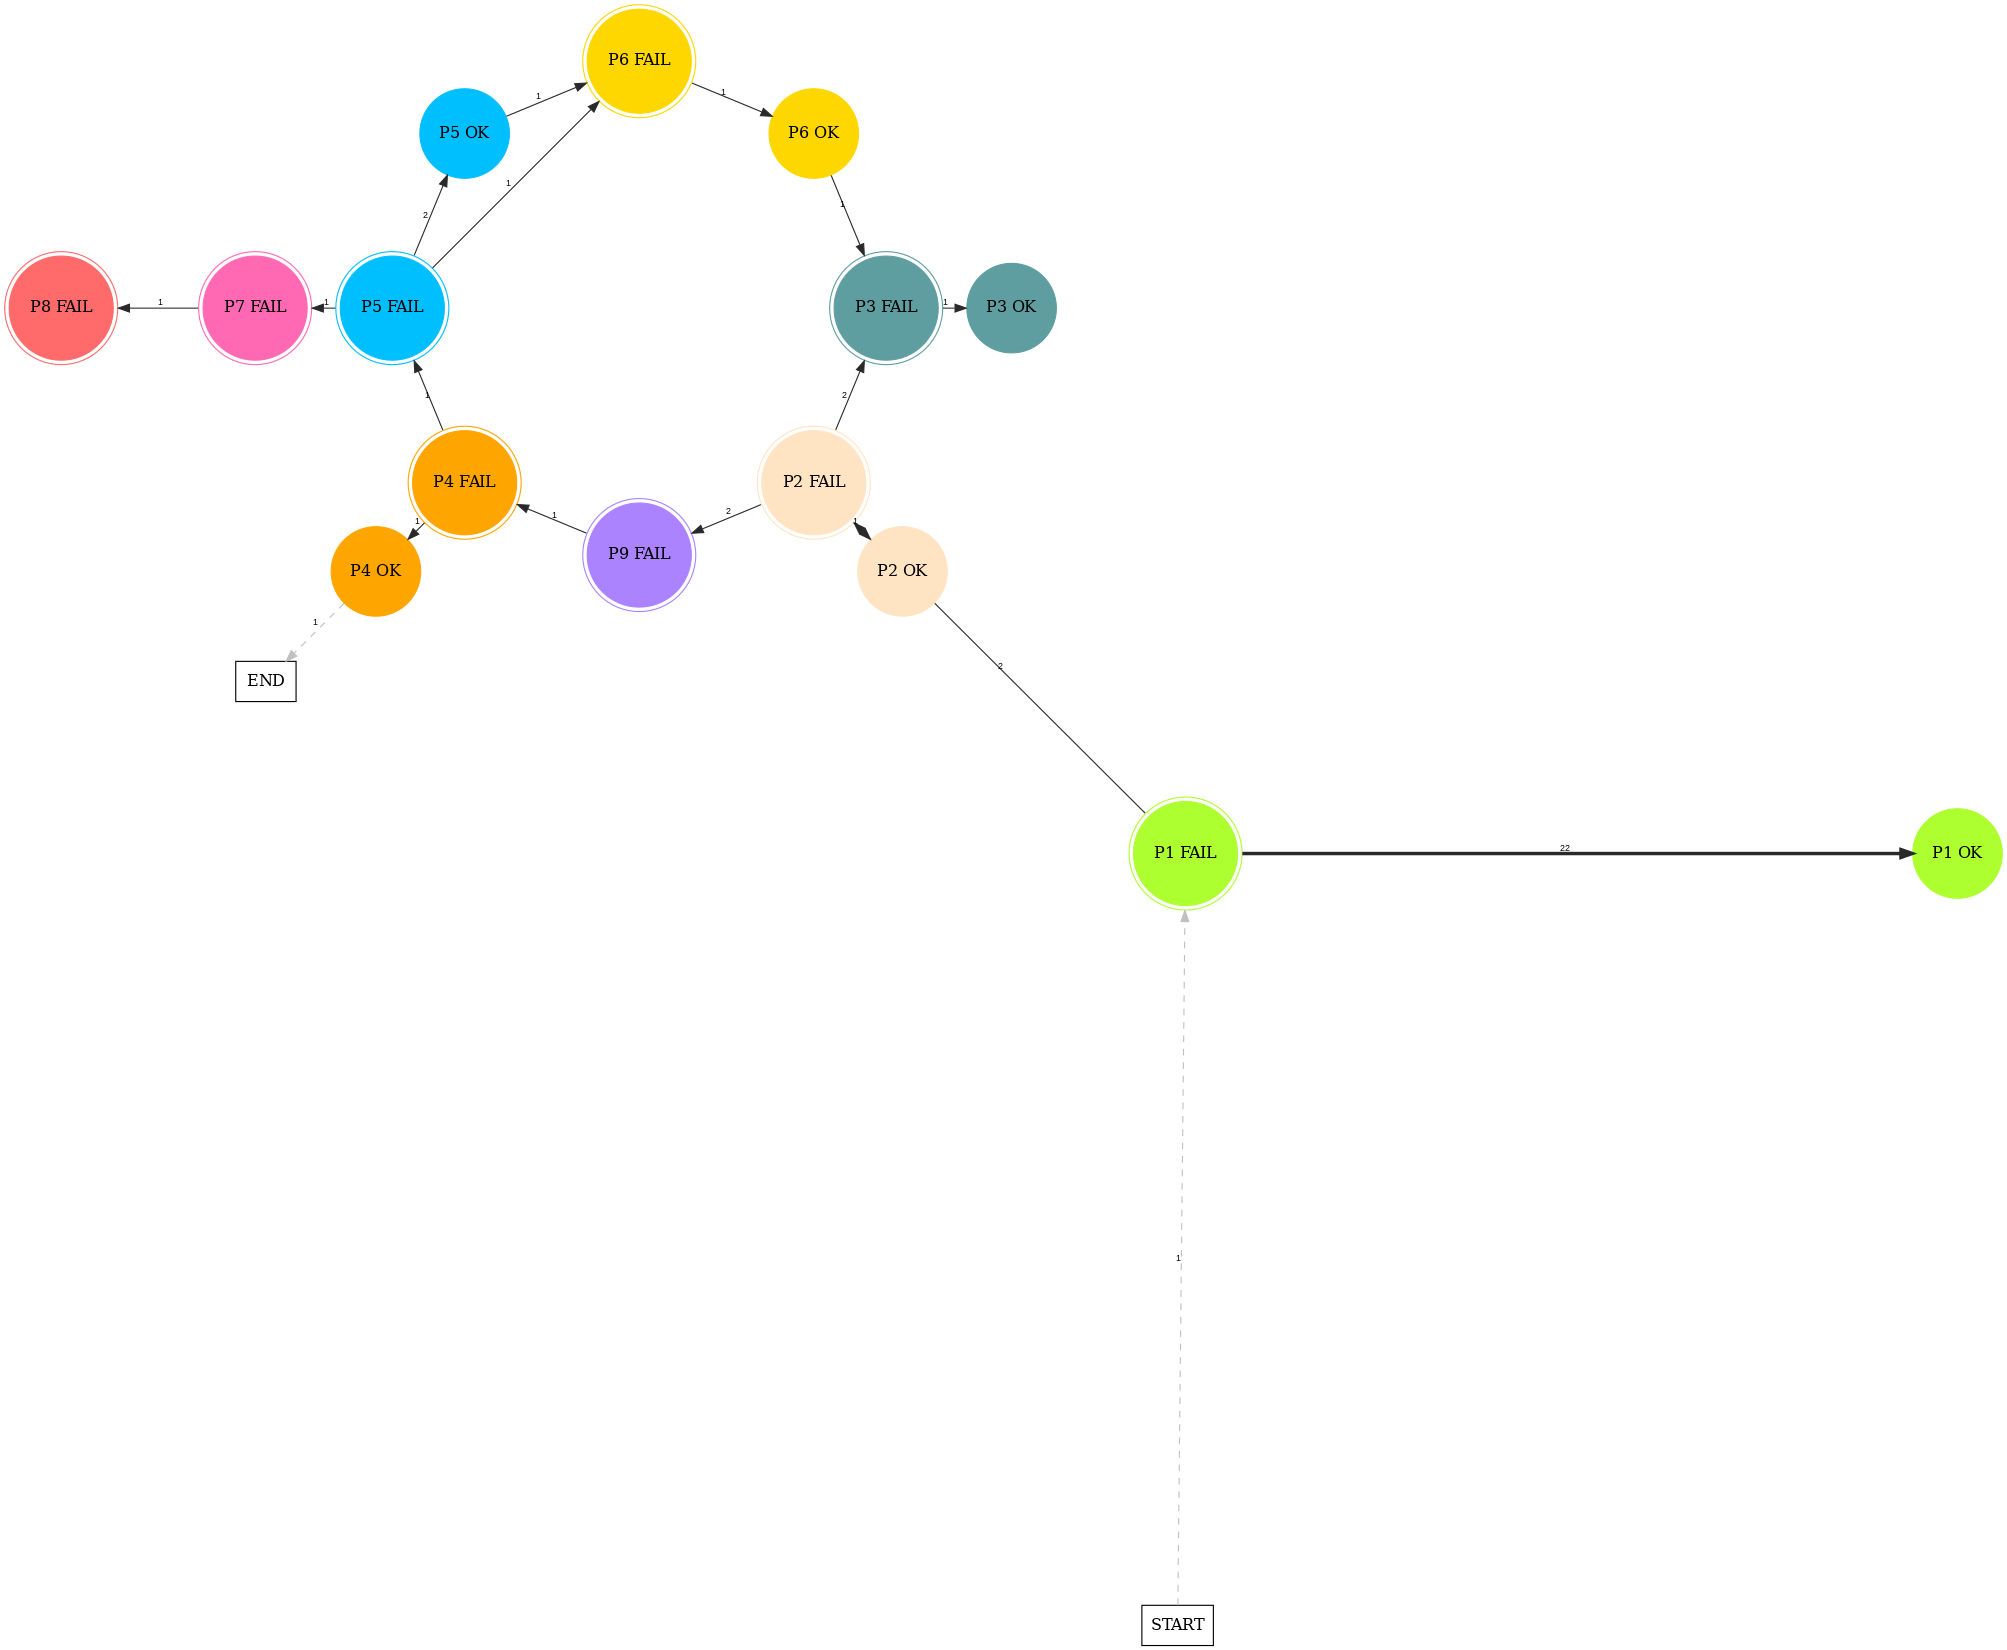 P6 FAIL
1
1
P5 OK
P6 OK
1
1
2
P8 FAIL
1
P7 FAIL
1
P5 FAIL
P3 FAIL
1
P3 OK
1
2
P4 FAIL
P2 FAIL
1
1
2
1
P9 FAIL
P4 OK
P2 OK
1
2
END
P1 FAIL
22
P1 OK
1
START